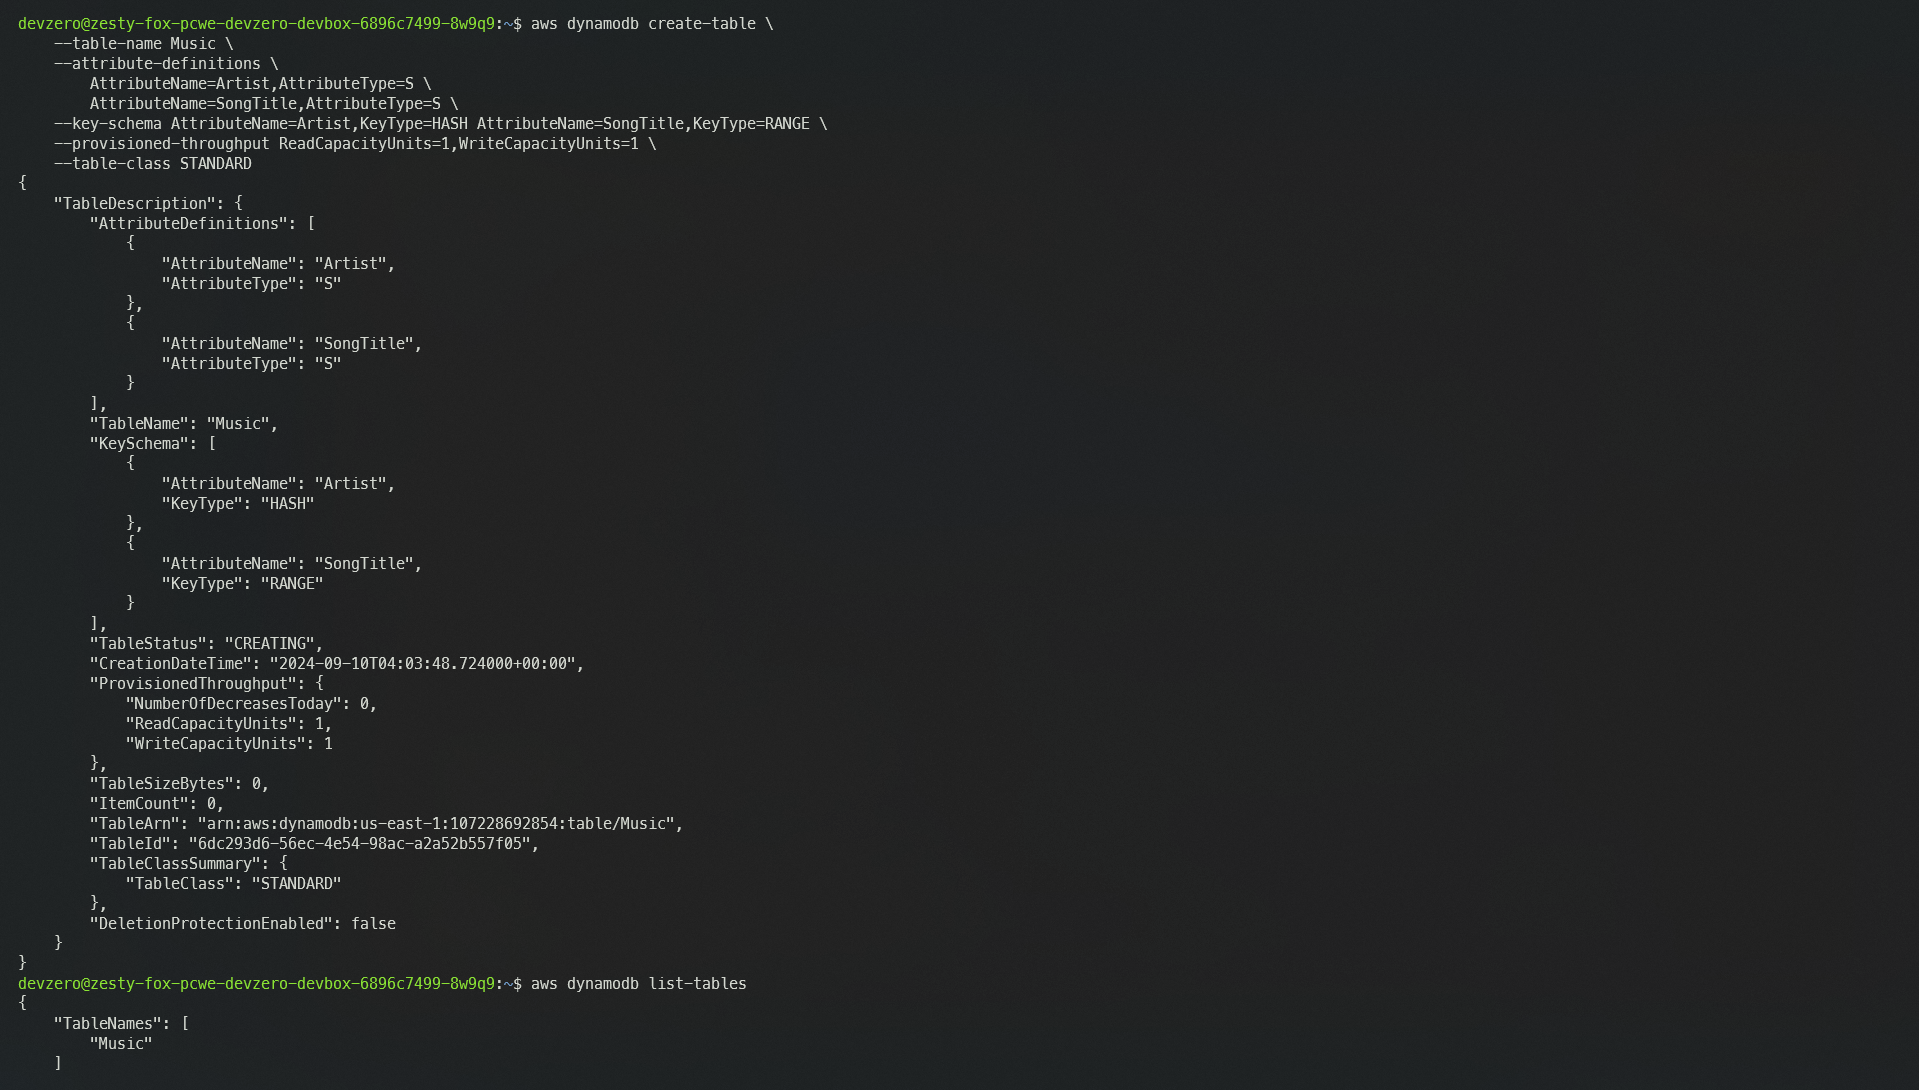 devzero@zesty-fox-pcwe-devzero-devbox-6896c7499-8w9q9:~$ aws dynamodb create-table \
    --table-name Music \
    --attribute-definitions \
        AttributeName=Artist,AttributeType=S \
        AttributeName=SongTitle,AttributeType=S \
    --key-schema AttributeName=Artist,KeyType=HASH AttributeName=SongTitle,KeyType=RANGE \
    --provisioned-throughput ReadCapacityUnits=1,WriteCapacityUnits=1 \
    --table-class STANDARD
{
    "TableDescription": {
        "AttributeDefinitions": [
            {
                "AttributeName": "Artist",
                "AttributeType": "S"
            },
            {
                "AttributeName": "SongTitle",
                "AttributeType": "S"
            }
        ],
        "TableName": "Music",
        "KeySchema": [
            {
                "AttributeName": "Artist",
                "KeyType": "HASH"
            },
            {
                "AttributeName": "SongTitle",
                "KeyType": "RANGE"
            }
        ],
        "TableStatus": "CREATING",
        "CreationDateTime": "2024-09-10T04:03:48.724000+00:00",
        "ProvisionedThroughput": {
            "NumberOfDecreasesToday": 0,
            "ReadCapacityUnits": 1,
            "WriteCapacityUnits": 1
        },
        "TableSizeBytes": 0,
        "ItemCount": 0,
        "TableArn": "arn:aws:dynamodb:us-east-1:107228692854:table/Music",
        "TableId": "6dc293d6-56ec-4e54-98ac-a2a52b557f05",
        "TableClassSummary": {
            "TableClass": "STANDARD"
        },
        "DeletionProtectionEnabled": false
    }
}
devzero@zesty-fox-pcwe-devzero-devbox-6896c7499-8w9q9:~$ aws dynamodb list-tables
{
    "TableNames": [
        "Music"
    ]